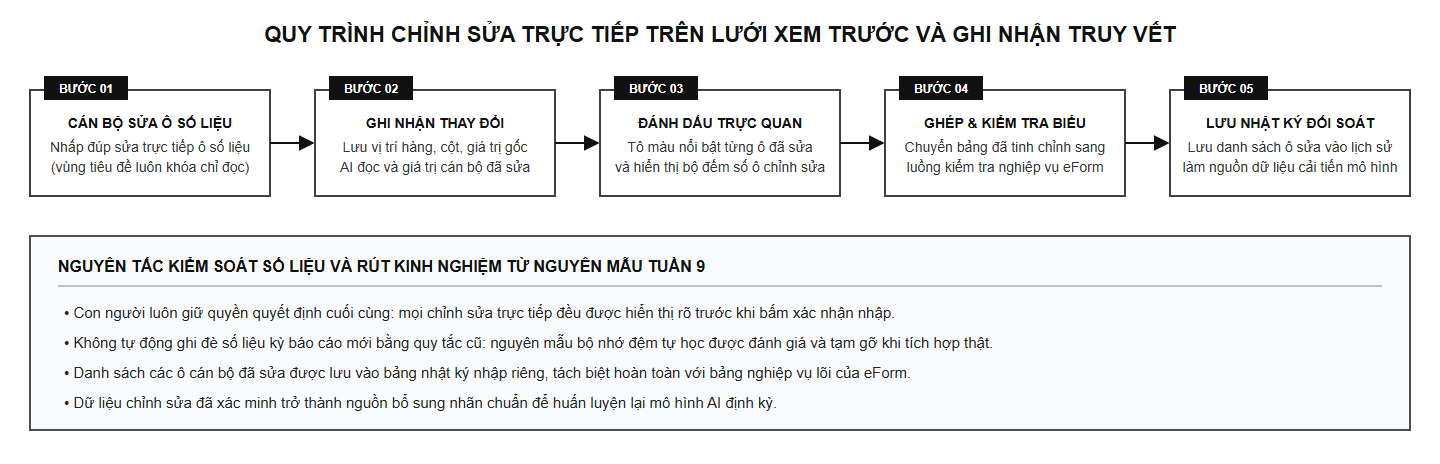 QUY TRÌNH CHỈNH SỬA TRỰC TIẾP TRÊN LƯỚI XEM TRƯỚC VÀ GHI NHẬN TRUY VẾT
BƯỚC 01
CÁN BỘ SỬA Ô SỐ LIỆU
Nhấp đúp sửa trực tiếp ô số liệu
(vùng tiêu đề luôn khóa chỉ đọc)
BƯỚC 02
GHI NHẬN THAY ĐỔI
Lưu vị trí hàng, cột, giá trị gốc
AI đọc và giá trị cán bộ đã sửa
BƯỚC 03
ĐÁNH DẤU TRỰC QUAN
Tô màu nổi bật từng ô đã sửa
và hiển thị bộ đếm số ô chỉnh sửa
BƯỚC 04
GHÉP & KIỂM TRA BIỂU
Chuyển bảng đã tinh chỉnh sang
luồng kiểm tra nghiệp vụ eForm
BƯỚC 05
LƯU NHẬT KÝ ĐỐI SOÁT
Lưu danh sách ô sửa vào lịch sử
làm nguồn dữ liệu cải tiến mô hình
NGUYÊN TẮC KIỂM SOÁT SỐ LIỆU VÀ RÚT KINH NGHIỆM TỪ NGUYÊN MẪU TUẦN 9
• Con người luôn giữ quyền quyết định cuối cùng: mọi chỉnh sửa trực tiếp đều được hiển thị rõ trước khi bấm xác nhận nhập.
• Không tự động ghi đè số liệu kỳ báo cáo mới bằng quy tắc cũ: nguyên mẫu bộ nhớ đệm tự học được đánh giá và tạm gỡ khi tích hợp thật.
• Danh sách các ô cán bộ đã sửa được lưu vào bảng nhật ký nhập riêng, tách biệt hoàn toàn với bảng nghiệp vụ lõi của eForm.
• Dữ liệu chỉnh sửa đã xác minh trở thành nguồn bổ sung nhãn chuẩn để huấn luyện lại mô hình AI định kỳ.